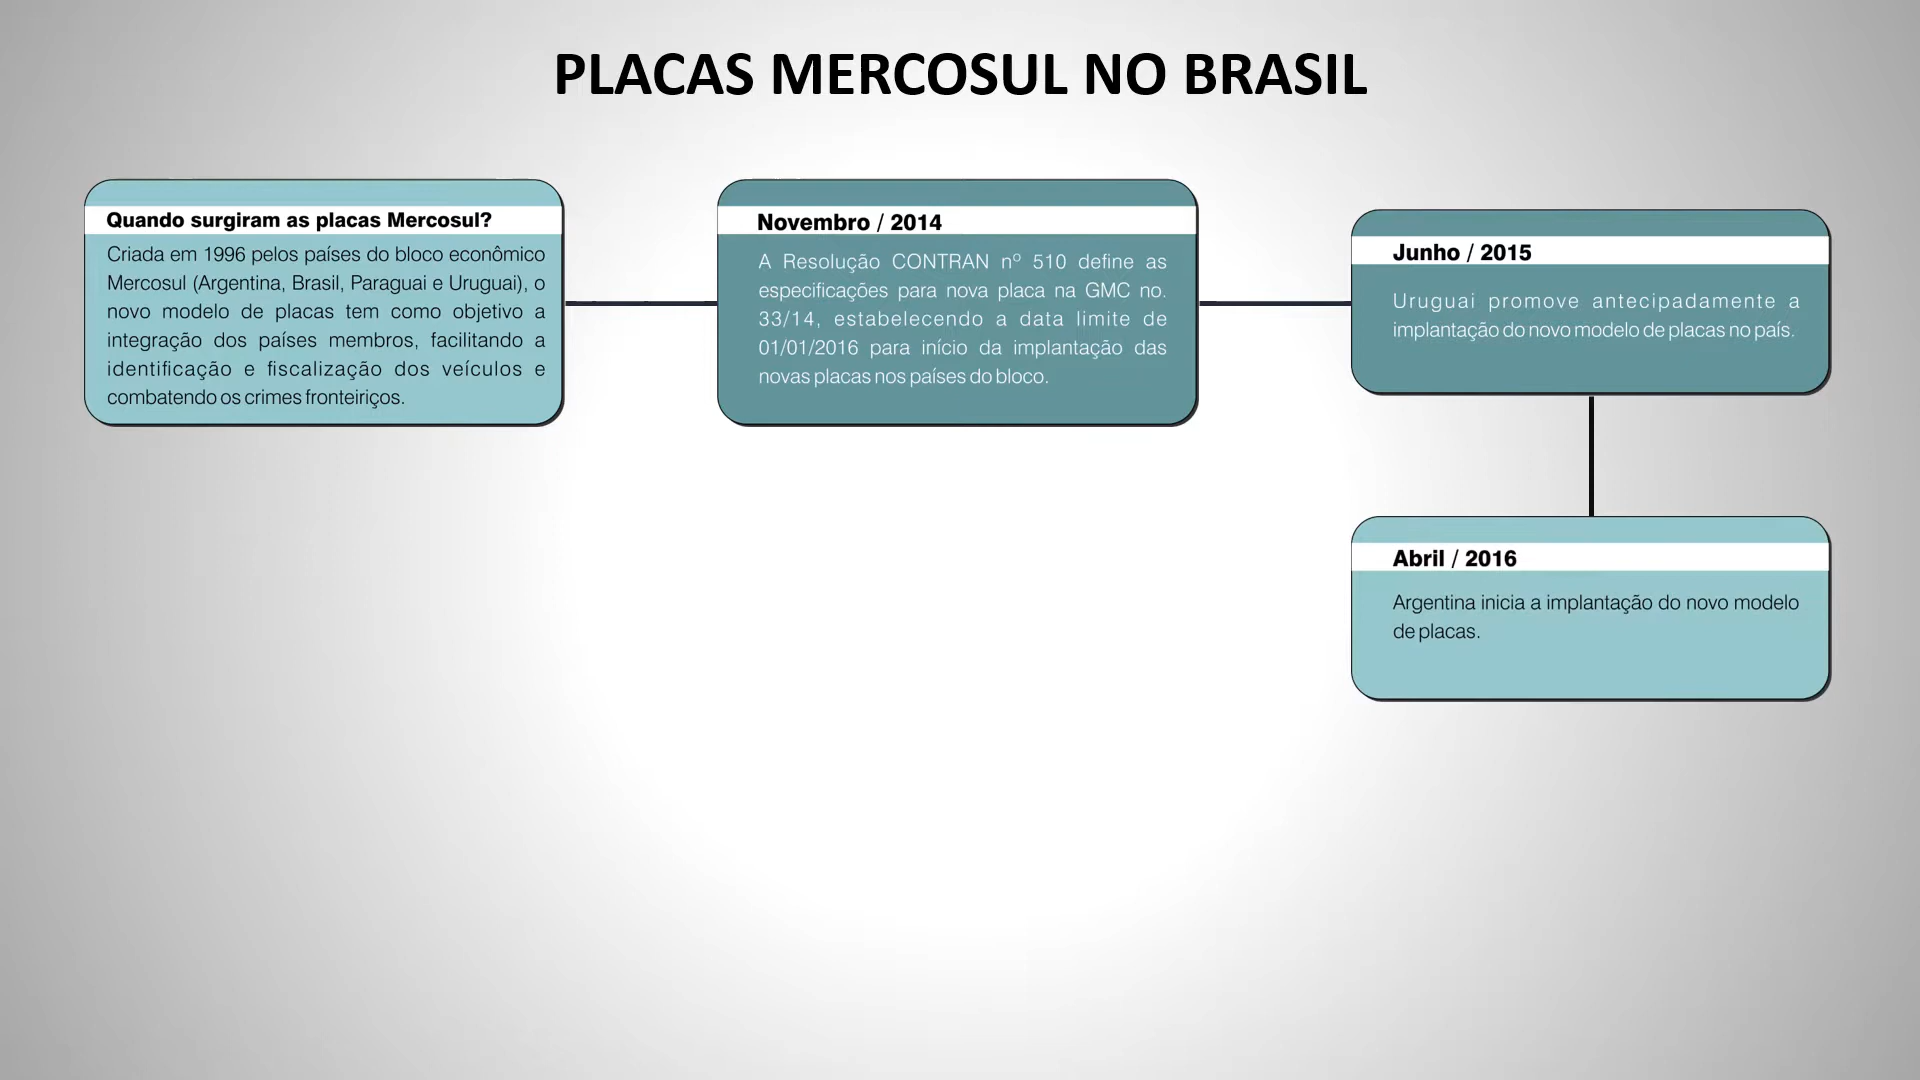 PLACAS MERCOSUL NO BRASIL
Quando surgiram as placas Mercosul?
Criada em 1996 pelos países do bloco econômico
Mercosul (Argentina, Brasil, Paraguai e Uruguai), o
novo modelo de placas tem como objetivo a
integração dos países membros, facilitando a
identificação e fiscalização dos veículos e
combatendo os crimes fronteiriços.
Novembro / 2014
A Resolução CONTRAN nº 510 define as
especificações para nova placa na GMC no.
33/14, estabelecendo a data limite de
01/01/2016 para início da implantação das
novas placas nos países do bloco.
Junho / 2015
Uruguai promove antecipadamente a
implantação do novo modelo de placas no país.
Abril / 2016
Argentina inicia a implantação do novo modelo
de placas.